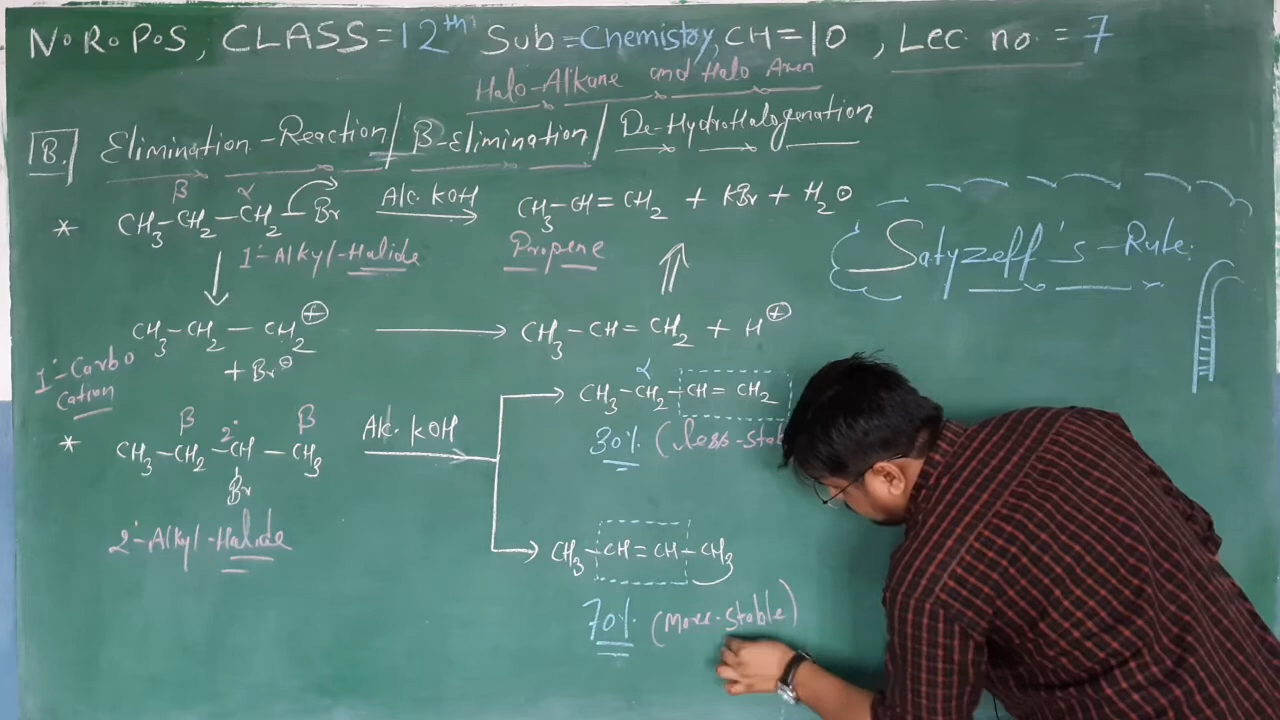 N.R.P.S, CLASS=12th Sub=Chemistry, CH=10, Lec no.=7
Halo-Alkane and Halo Aren
B. Elimination-Reaction/β-Elimination/De-HydroHalogenation
β α
* CH3-CH2-CH2-Br Alc. KOH CH3-CH=CH2 + KBr + H2O
1°-Alkyl-Halide Propene
Satyzeff's-Rule.
CH3-CH2-CH2⊕ CH3-CH=CH2 + H⊕
+ Br⊖
1°-Carbo
Cation
α
CH3-CH2-CH=CH2
30% (less-stab
β 2° β
* CH3-CH2-CH-CH3 Alc. KOH
Br
2°-Alkyl-Halide
CH3-CH=CH-CH3
70% (More-stable)